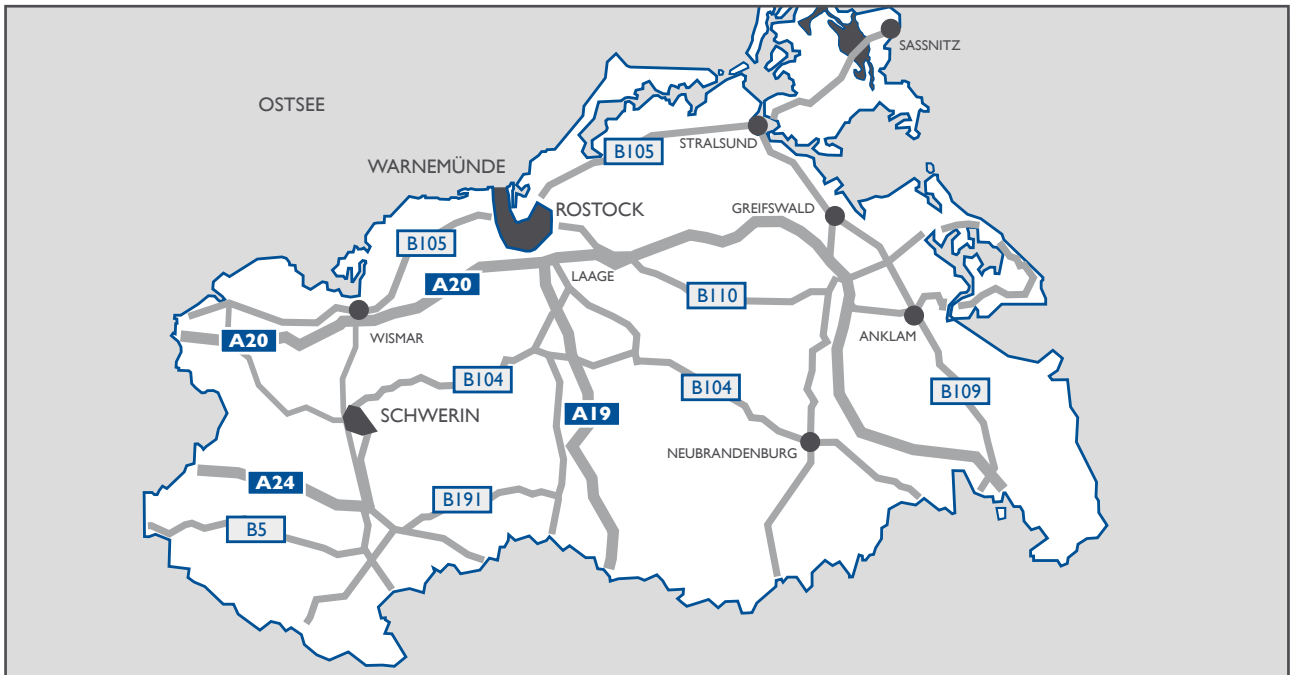 SASSNITZ
OSTSEE
STRALSUND
B105
WARNEMÜNDE
ROSTOCK
GREIFSWALD
B105
LAAGE
A20
B110
WISMAR
A20
ANKLAM
B104
B104
B109
SCHWERIN
A19
NEUBRANDENBURG
A24
B191
B5